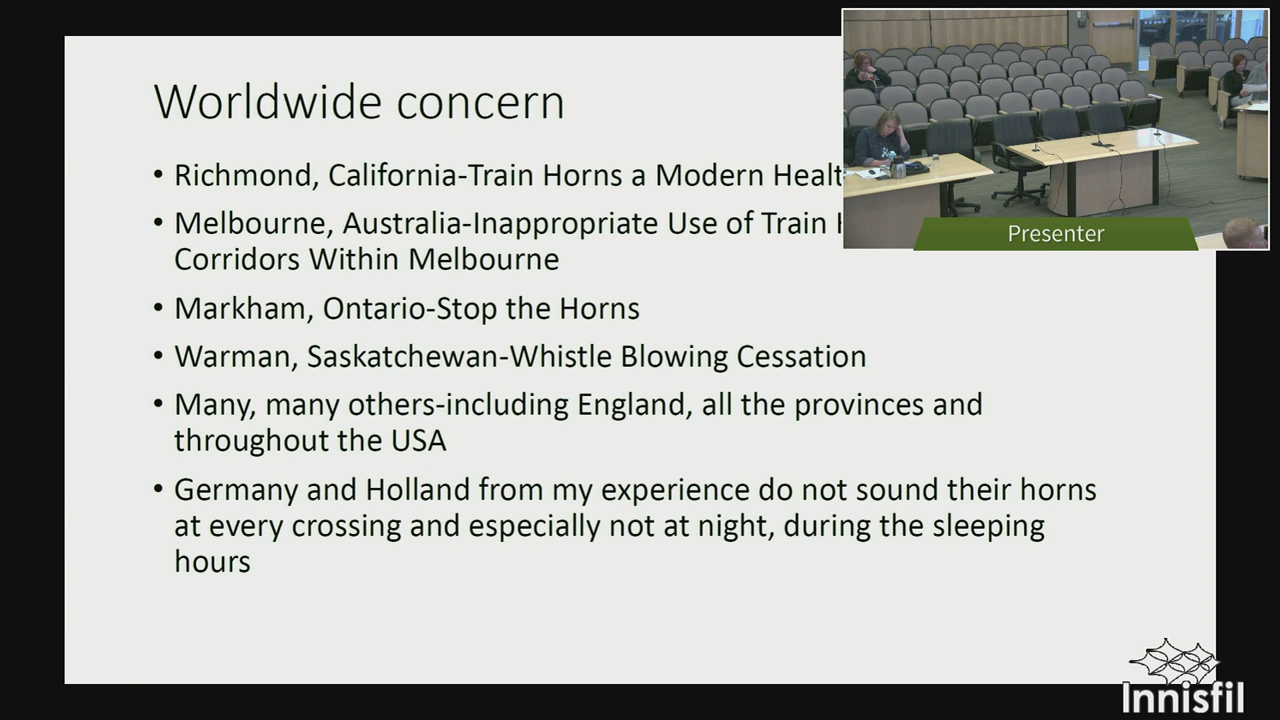 Worldwide concern
• Richmond, California-Train Horns a Modern
• Melbourne, Australia-Inappropriate Use of Train
Corridors Within Melbourne
• Markham, Ontario-Stop the Horns
• Warman, Saskatchewan-Whistle Blowing Cessation
• Many, many others-including England, all the provinces and
throughout the USA
• Germany and Holland from my experience do not sound their horns
at every crossing and especially not at night, during the sleeping
hours
Presenter
Innisfil